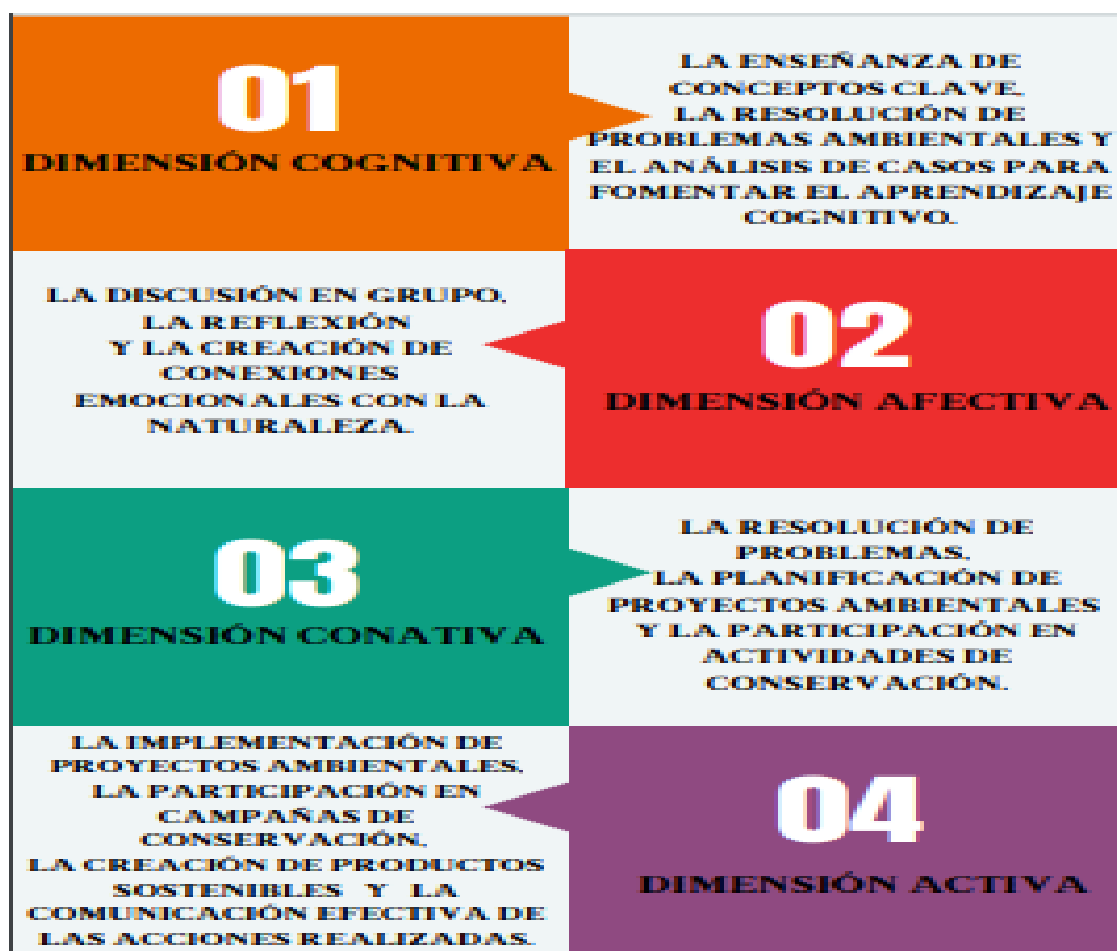 01
DIMENSIÓN COGNITIVA
LA ENSEÑANZA DE
CONCEPTOS CLAVE,
LA RESOLUCIÓN DE
PROBLEMAS AMBIENTALES Y
EL ANÁLISIS DE CASOS PARA
FOMENTAR EL APRENDIZAJE
COGNITIVO.
LA DISCUSIÓN EN GRUPO,
LA REFLEXIÓN
Y LA CREACIÓN DE
CONEXIONES
EMOCIONALES CON LA
NATURALEZA.
02
DIMENSIÓN AFECTIVA
03
DIMENSIÓN CONATIVA
LA RESOLUCIÓN DE
PROBLEMAS,
LA PLANIFICACIÓN DE
PROYECTOS AMBIENTALES
Y LA PARTICIPACIÓN EN
ACTIVIDADES DE
CONSERVACIÓN.
LA IMPLEMENTACIÓN DE
PROYECTOS AMBIENTALES,
LA PARTICIPACIÓN EN
CAMPAÑAS DE
CONSERVACIÓN,
LA CREACIÓN DE PRODUCTOS
SOSTENIBLES Y LA
COMUNICACIÓN EFECTIVA DE
LAS ACCIONES REALIZADAS.
04
DIMENSIÓN ACTIVA